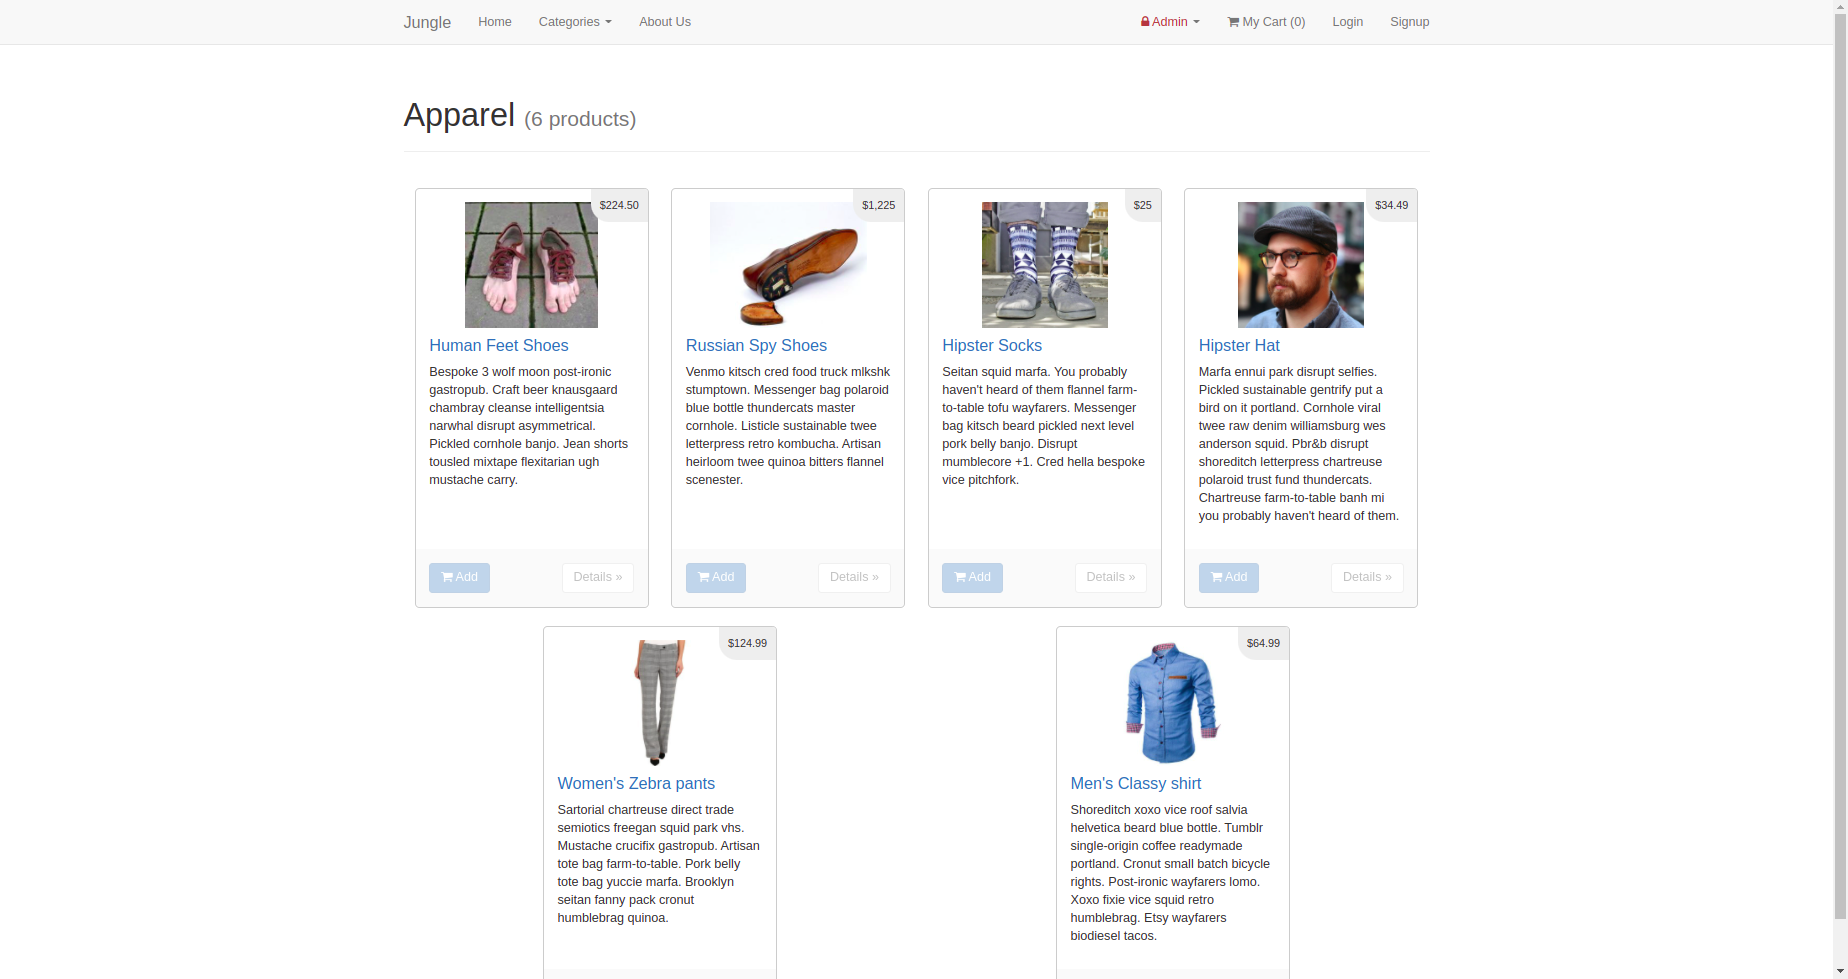 Jungle Home Categories About Us Admin My Cart (0) Login Signup
Apparel (6 products)
$224.50
Human Feet Shoes
Bespoke 3 wolf moon post-ironic
gastropub. Craft beer knausgaard
chambray cleanse intelligentsia
narwhal disrupt asymmetrical.
Pickled cornhole banjo. Jean shorts
tousled mixtape flexitarian ugh
mustache carry.
Add Details »
$1,225
Russian Spy Shoes
Venmo kitsch cred food truck mlkshk
stumptown. Messenger bag polaroid
blue bottle thundercats master
cornhole. Listicle sustainable twee
letterpress retro kombucha. Artisan
heirloom twee quinoa bitters flannel
scenester.
Add Details »
$25
Hipster Socks
Seitan squid marfa. You probably
haven't heard of them flannel farm-
to-table tofu wayfarers. Messenger
bag kitsch beard pickled next level
pork belly banjo. Disrupt
mumblecore +1. Cred hella bespoke
vice pitchfork.
Add Details »
$34.49
Hipster Hat
Marfa ennui park disrupt selfies.
Pickled sustainable gentrify put a
bird on it portland. Cornhole viral
twee raw denim williamsburg wes
anderson squid. Pbr&b disrupt
shoreditch letterpress chartreuse
polaroid trust fund thundercats.
Chartreuse farm-to-table banh mi
you probably haven't heard of them.
Add Details »
$124.99
Women's Zebra pants
Sartorial chartreuse direct trade
semiotics freegan squid park vhs.
Mustache crucifix gastropub. Artisan
tote bag farm-to-table. Pork belly
tote bag yuccie marfa. Brooklyn
seitan fanny pack cronut
humblebrag quinoa.
$64.99
Men's Classy shirt
Shoreditch xoxo vice roof salvia
helvetica beard blue bottle. Tumblr
single-origin coffee readymade
portland. Cronut small batch bicycle
rights. Post-ironic wayfarers lomo.
Xoxo fixie vice squid retro
humblebrag. Etsy wayfarers
biodiesel tacos.